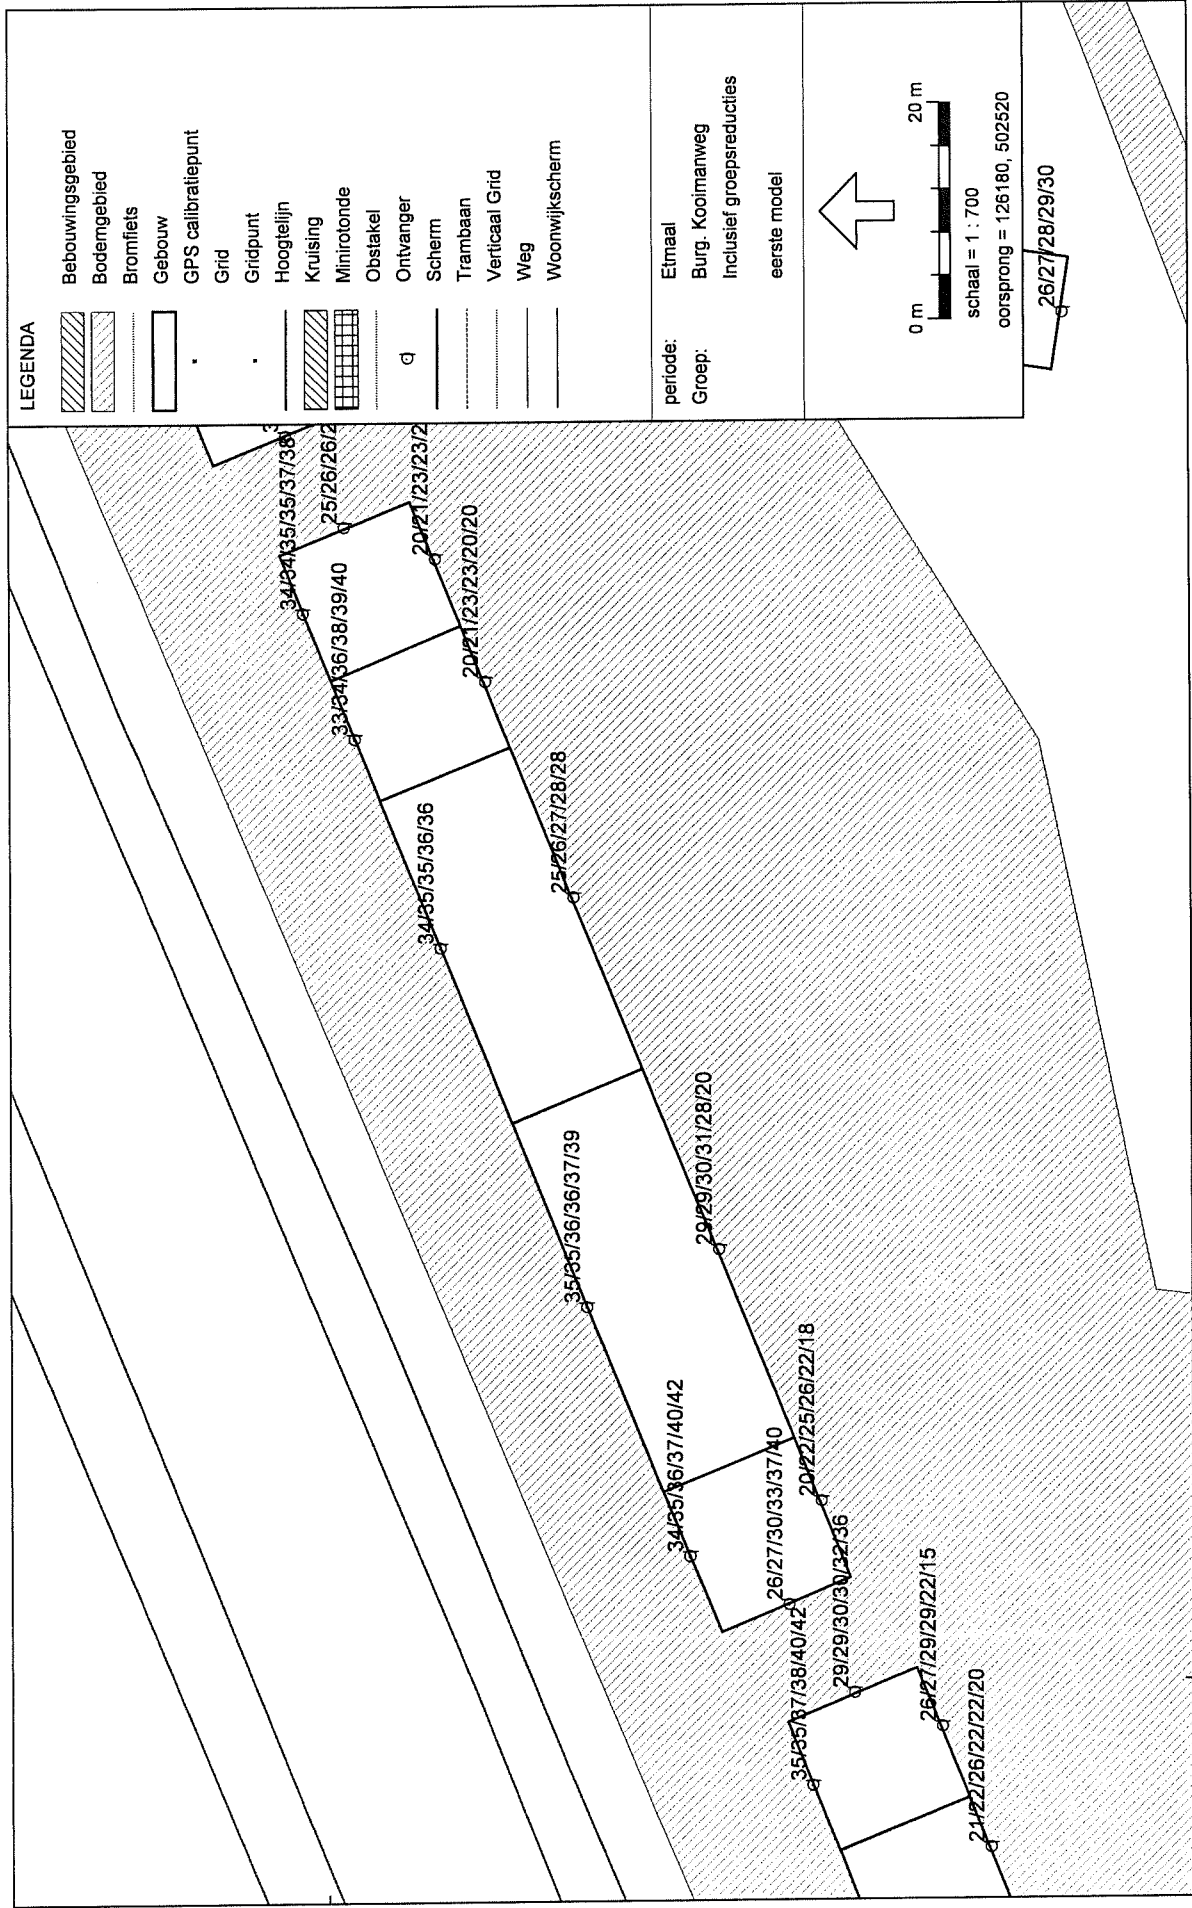 LEGENDA
Bebouwingsgebied
Bodemgebied
Bromfiets
Gebouw
GPS calibratiepunt
Grid
Gridpunt
Hoogtelijn
Kruising
Minirotonde
Obstakel
Ontvanger
Scherm
Trambaan
Verticaal Grid
Weg
Woonwijkscherm
periode: Etmaal
Groep: Burg. Kooimanweg
Inclusief groepsreducties
eerste model
0 m 20 m
schaal = 1 : 700
oorsprong = 126180, 502520
3
34/34/35/35/37/38
25/26/26/2
20/21/23/23/2
33/34/36/38/39/40
20/21/23/23/20/20
34/35/35/36/36
25/26/27/28/28
35/35/36/36/37/39
29/29/30/31/28/20
34/35/36/37/40/42
26/27/30/33/37/40
20/22/25/26/22/18
35/35/37/38/40/42
29/29/30/30/32/36
26/27/29/29/22/15
21/22/26/22/22/20
26/27/28/29/30